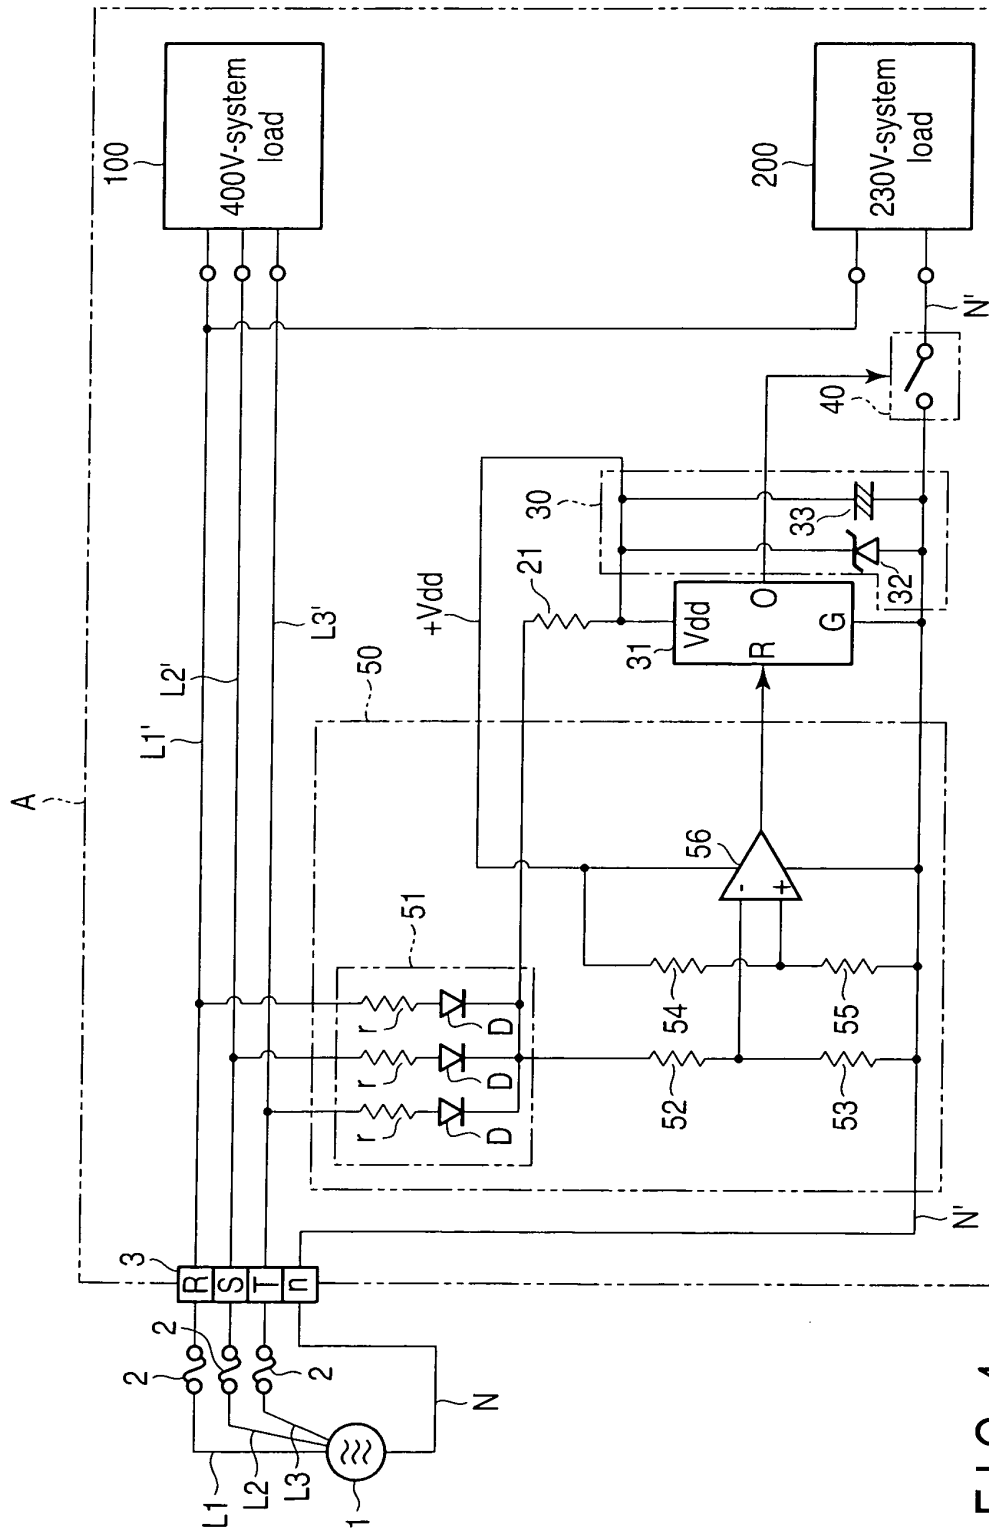 A
100
400V-system
load
L1'
L2'
L3'
200
230V-system
load
N'
40
50
+Vdd
21
30
33
32
31
Vdd
R
O
G
51
r
D
r
D
r
D
56
-
+
54
55
52
53
N'
3
R
S
T
n
2
2
2
L1
L2
L3
N
1